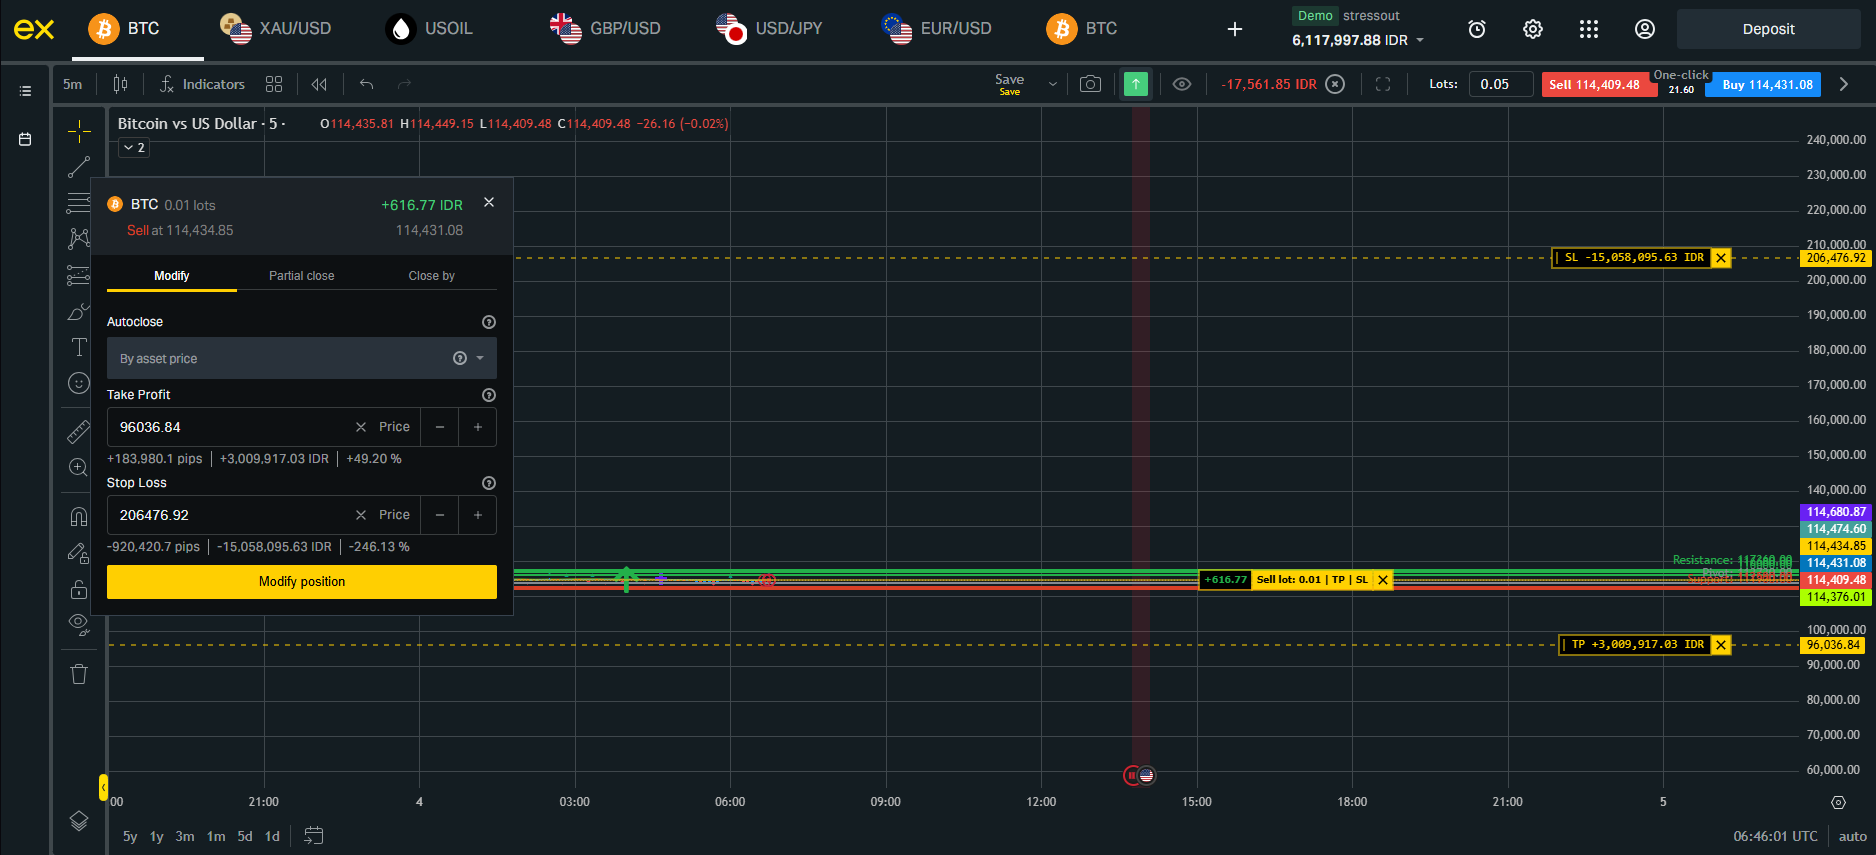 ex BTC XAU/USD USOIL GBP/USD USD/JPY EUR/USD BTC + Demo stressout Deposit
6,117,997.88 IDR
5m Indicators Save -17,561.85 IDR Lots: 0.05 Sell 114,409.48 One-click Buy 114,431.08
Save 21.60
Bitcoin vs US Dollar · 5 · O114,435.81 H114,449.15 L114,409.48 C114,409.48 −26.16 (−0.02%)
2
BTC 0.01 lots +616.77 IDR
Sell at 114,434.85 114,431.08
Modify Partial close Close by
Autoclose
By asset price
Take Profit
96036.84 Price − +
+183,980.1 pips | +3,009,917.03 IDR | +49.20 %
Stop Loss
206476.92 Price − +
-920,420.7 pips | -15,058,095.63 IDR | -246.13 %
Modify position
240,000.00
230,000.00
220,000.00
210,000.00
SL -15,058,095.63 IDR 206,476.92
200,000.00
190,000.00
180,000.00
170,000.00
160,000.00
150,000.00
140,000.00
114,680.87
114,474.60
114,434.85
Resistance: 114,431.08
+616.77 Sell lot: 0.01 | TP | SL 114,409.48
114,376.01
100,000.00
TP +3,009,917.03 IDR 96,036.84
90,000.00
80,000.00
70,000.00
60,000.00
:00 21:00 4 03:00 06:00 09:00 12:00 15:00 18:00 21:00 5
5y 1y 3m 1m 5d 1d 06:46:01 UTC auto